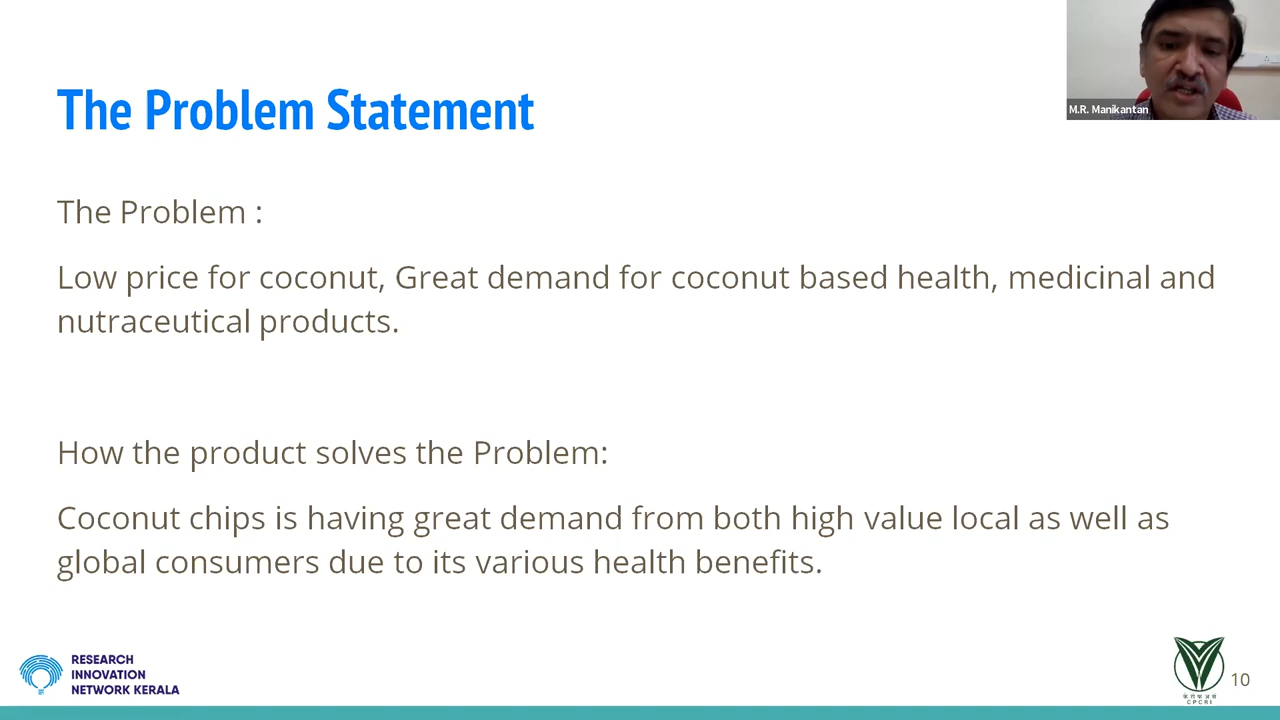 The Problem Statement
M.R. Manikantan
The Problem :
Low price for coconut, Great demand for coconut based health, medicinal and
nutraceutical products.
How the product solves the Problem:
Coconut chips is having great demand from both high value local as well as
global consumers due to its various health benefits.
RESEARCH
INNOVATION
NETWORK KERALA
CPCRI
10